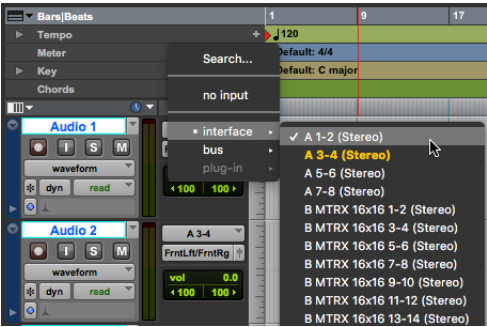 Bars|Beats 1 9 17
Tempo + 120
Meter Default: 4/4
Key Default: C major
Chords
Search...
no input
• interface
bus
plug-in
✓ A 1-2 (Stereo)
A 3-4 (Stereo)
A 5-6 (Stereo)
A 7-8 (Stereo)
B MTRX 16x16 1-2 (Stereo)
B MTRX 16x16 3-4 (Stereo)
B MTRX 16x16 5-6 (Stereo)
B MTRX 16x16 7-8 (Stereo)
B MTRX 16x16 9-10 (Stereo)
B MTRX 16x16 11-12 (Stereo)
B MTRX 16x16 13-14 (Stereo)
Audio 1
I S M
waveform
dyn read
100 100
Audio 2
A 3-4
I S M
FrntLft/FrntRg
waveform
vol 0.0
dyn read
100 100